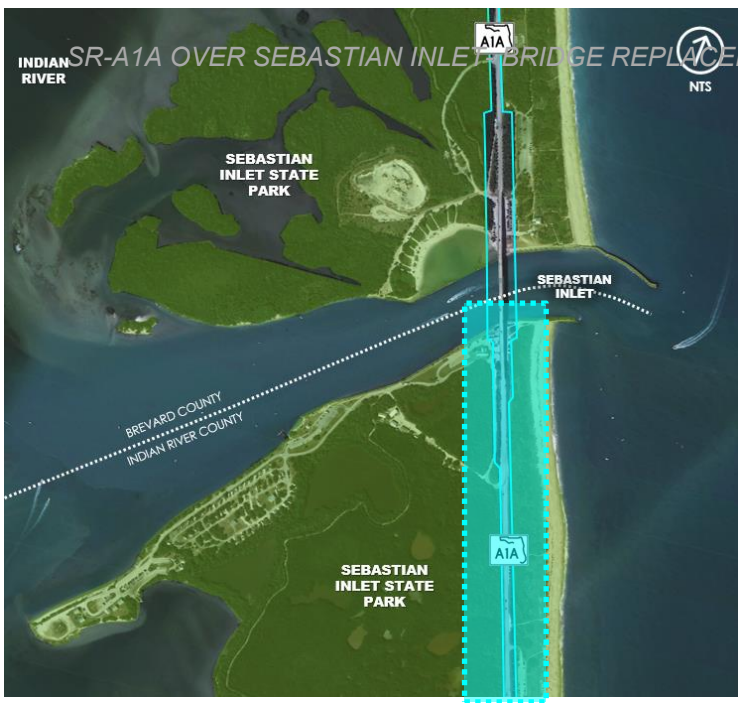 A1A
SR-A1A OVER SEBASTIAN INLET BRIDGE REPLACE
INDIAN
RIVER
NTS
SEBASTIAN
INLET STATE
PARK
SEBASTIAN
INLET
BREVARD COUNTY
INDIAN RIVER COUNTY
A1A
SEBASTIAN
INLET STATE
PARK